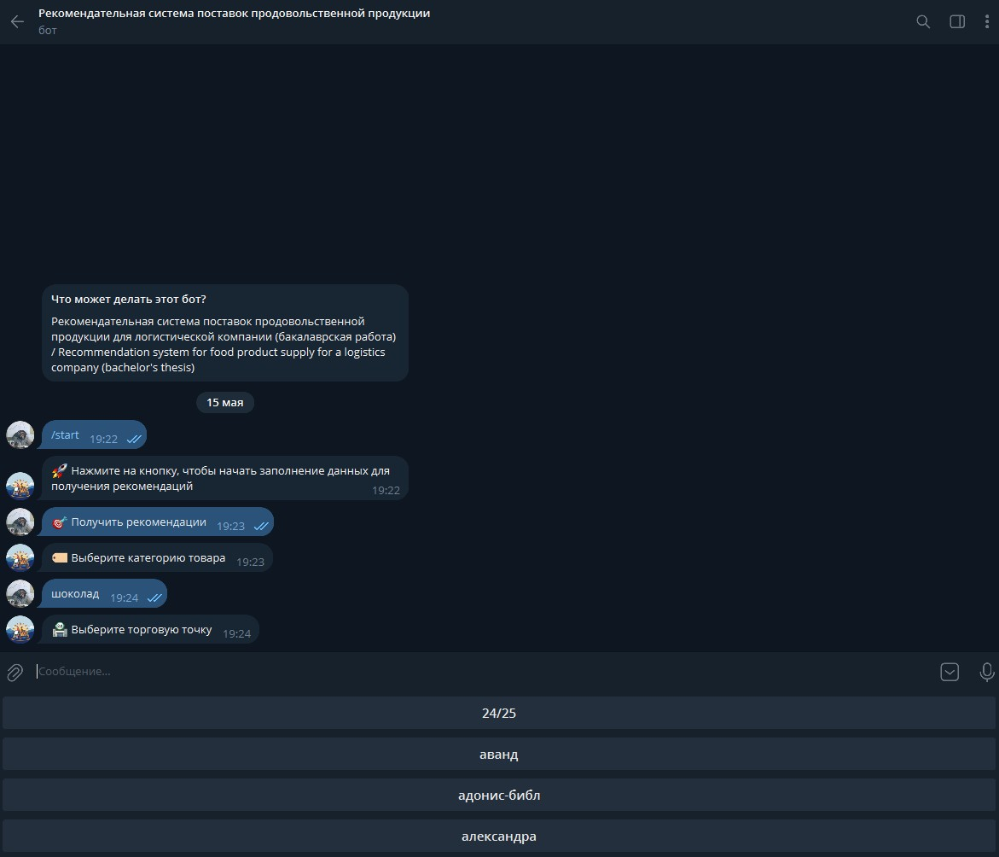 Рекомендательная система поставок продовольственной продукции
бот
Что может делать этот бот?
Рекомендательная система поставок продовольственной
продукции для логистической компании (бакалаврская работа)
/ Recommendation system for food product supply for a logistics
company (bachelor's thesis)
15 мая
/start 19:22
Нажмите на кнопку, чтобы начать заполнение данных для
получения рекомендаций 19:22
Получить рекомендации 19:23
Выберите категорию товара 19:23
шоколад 19:24
Выберите торговую точку 19:24
Сообщение...
24/25
аванд
адонис-библ
александра